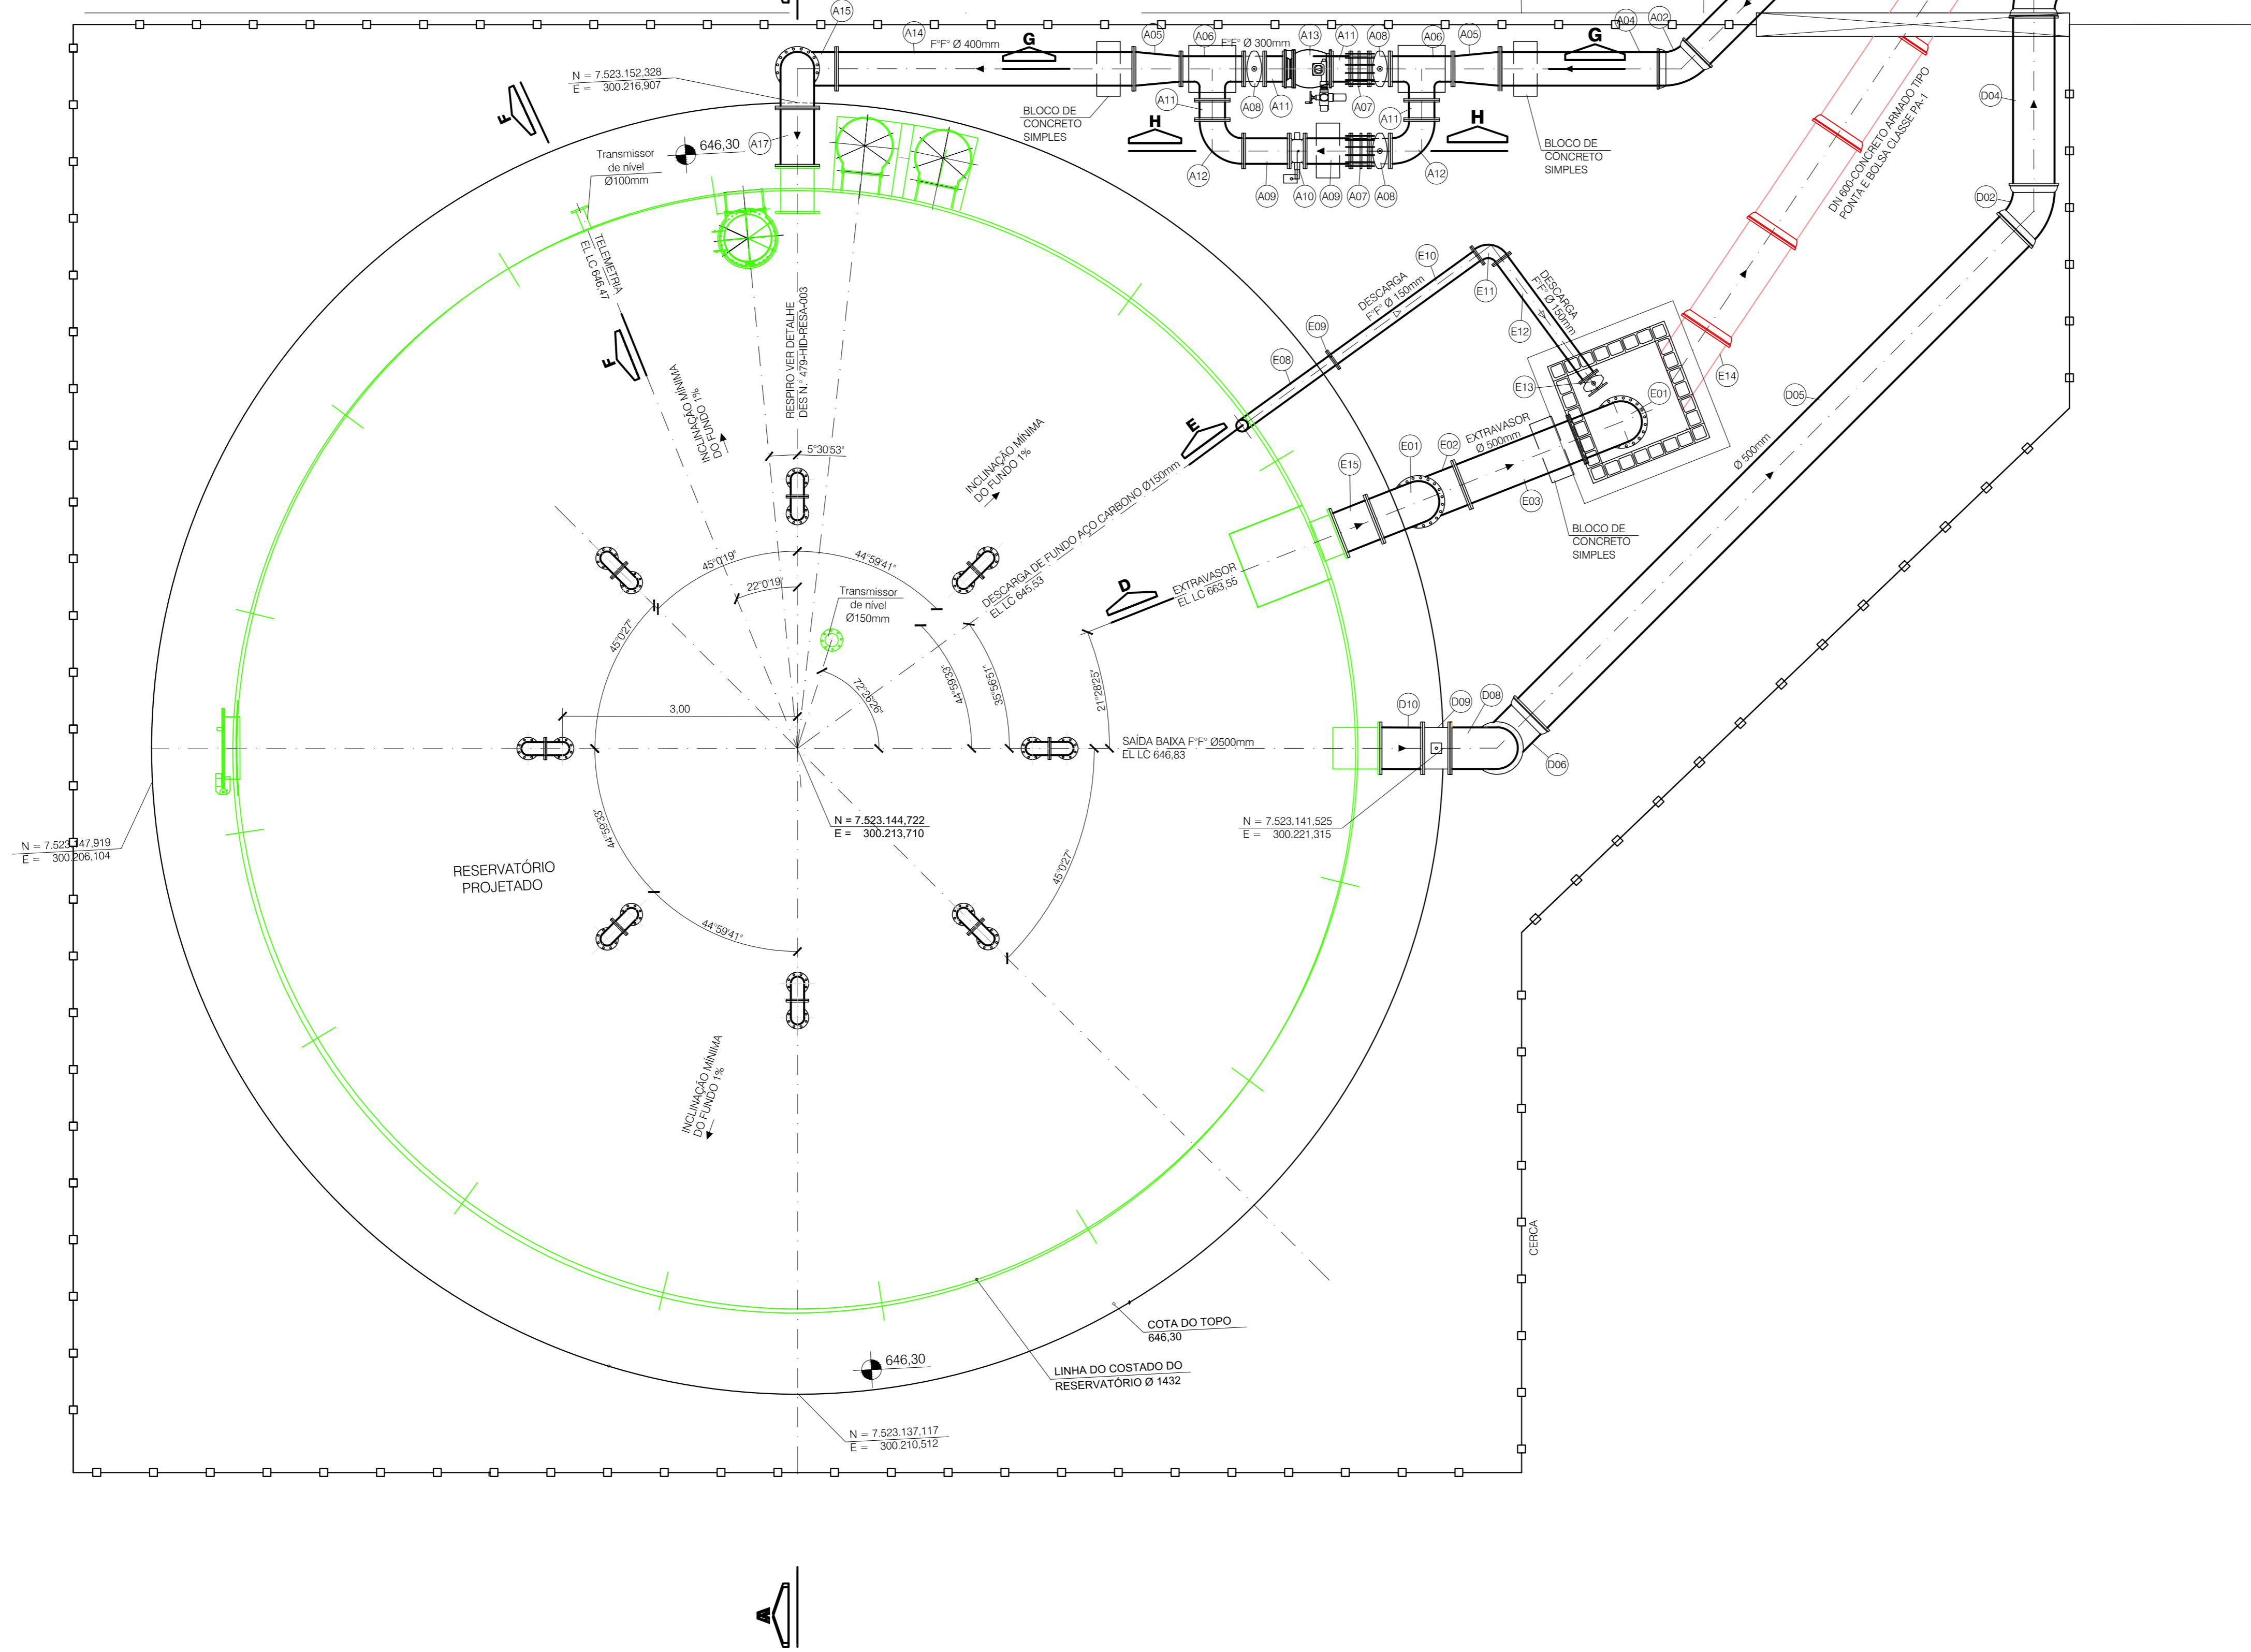 A15
A14
F°F° Ø 400mm
G
A05
A06
F°F° Ø 300mm
A13
A11
A08
A06
A05
G
A04
A02
N = 7.523.152,328
E = 300.216,907
F
BLOCO DE
CONCRETO
SIMPLES
A11
A08
A11
A07
A11
H
H
BLOCO DE
CONCRETO
SIMPLES
D04
DN 600-CONCRETO ARMADO TIPO
PONTA E BOLSA CLASSE PA-1
646,30
A17
Transmissor
de nível
Ø100mm
A12
A12
A09
A10
A09
A07
A08
D02
TELEMETRIA
EL LC 646,47
F
RESPIRO VER DETALHE
DES N.° 479-HID-RESA-003
INCLINAÇÃO MÍNIMA
DO FUNDO 1%
DESCARGA
F°F° Ø 150mm
E10
E11
DESCARGA
F°F° Ø 150mm
E09
E12
E08
E13
E01
E14
D05
Ø 500mm
E
EXTRAVASOR
Ø 500mm
E01
E02
E15
E03
BLOCO DE
CONCRETO
SIMPLES
5°30'53"
INCLINAÇÃO MÍNIMA
DO FUNDO 1%
DESCARGA DE FUNDO AÇO CARBONO Ø150mm
EL LC 645,53
45°0'19"
44°59'41"
22°0'19"
Transmissor
de nível
Ø150mm
D
EXTRAVASOR
EL LC 663,55
45°0'27"
72°26'26"
44°59'33"
35°56'51"
21°28'25"
3,00
SAÍDA BAIXA F°F° Ø500mm
EL LC 646,83
D10
D09
D08
D06
N = 7.523.144,722
E = 300.213,710
N = 7.523.141,525
E = 300.221,315
N = 7.523.147,919
E = 300.206,104
44°59'33"
45°0'27"
RESERVATÓRIO
PROJETADO
44°59'41"
INCLINAÇÃO MÍNIMA
DO FUNDO 1%
CERCA
COTA DO TOPO
646,30
646,30
LINHA DO COSTADO DO
RESERVATÓRIO Ø 1432
N = 7.523.137,117
E = 300.210,512
A